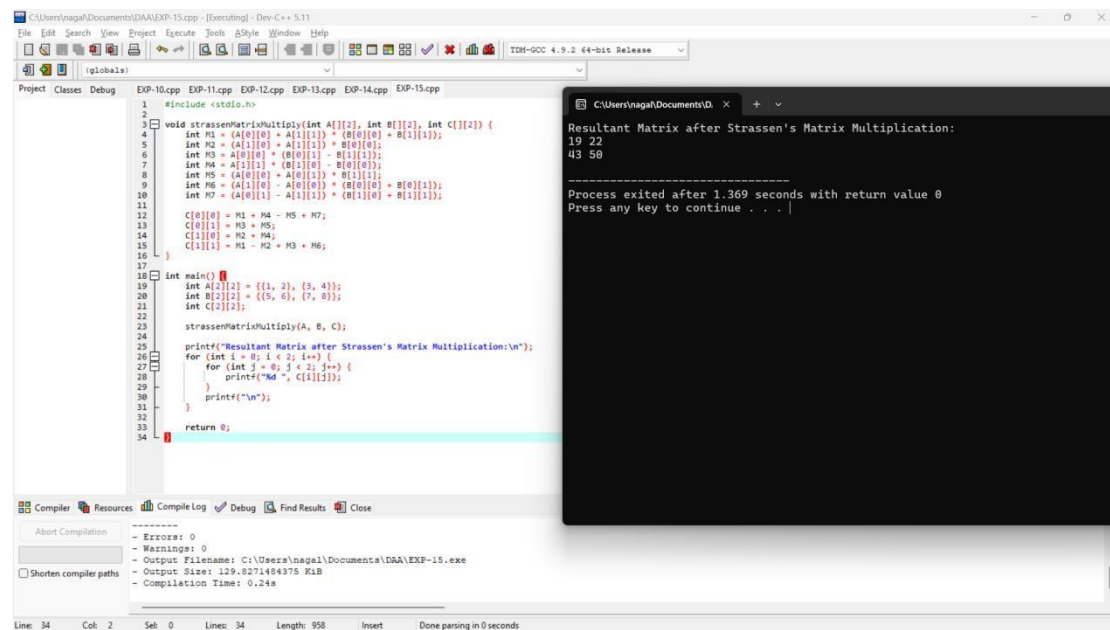 C:\Users\nagal\Documents\DAA\EXP-15.cpp - [Executing] - Dev-C++ 5.11
File Edit Search View Project Execute Tools AStyle Window Help
TDM-GCC 4.9.2 64-bit Release
(globals)
Project Classes Debug
EXP-10.cpp EXP-11.cpp EXP-12.cpp EXP-13.cpp EXP-14.cpp EXP-15.cpp
1 #include <stdio.h>
2
3 void strassenMatrixMultiply(int A[][2], int B[][2], int C[][2]) {
4 int M1 = (A[0][0] + A[1][1]) * (B[0][0] + B[1][1]);
5 int M2 = (A[1][0] + A[1][1]) * B[0][0];
6 int M3 = A[0][0] * (B[0][1] - B[1][1]);
7 int M4 = A[1][1] * (B[1][0] - B[0][0]);
8 int M5 = (A[0][0] + A[0][1]) * B[1][1];
9 int M6 = (A[1][0] - A[0][0]) * (B[0][0] + B[0][1]);
10 int M7 = (A[0][1] - A[1][1]) * (B[1][0] + B[1][1]);
11
12 C[0][0] = M1 + M4 - M5 + M7;
13 C[0][1] = M3 + M5;
14 C[1][0] = M2 + M4;
15 C[1][1] = M1 - M2 + M3 + M6;
16 }
17
18 int main() {
19 int A[2][2] = {{1, 2}, {3, 4}};
20 int B[2][2] = {{5, 6}, {7, 8}};
21 int C[2][2];
22
23 strassenMatrixMultiply(A, B, C);
24
25 printf("Resultant Matrix after Strassen's Matrix Multiplication:\n");
26 for (int i = 0; i < 2; i++) {
27 for (int j = 0; j < 2; j++) {
28 printf("%d ", C[i][j]);
29 }
30 printf("\n");
31 }
32
33 return 0;
34 }
C:\Users\nagal\Documents\D.
Resultant Matrix after Strassen's Matrix Multiplication:
19 22
43 50
--------------------------------
Process exited after 1.369 seconds with return value 0
Press any key to continue . . .
Compiler Resources Compile Log Debug Find Results Close
Abort Compilation
Shorten compiler paths
--------
- Errors: 0
- Warnings: 0
- Output Filename: C:\Users\nagal\Documents\DAA\EXP-15.exe
- Output Size: 129.8271484375 KiB
- Compilation Time: 0.24s
Line: 34 Col: 2 Sel: 0 Lines: 34 Length: 958 Insert Done parsing in 0 seconds